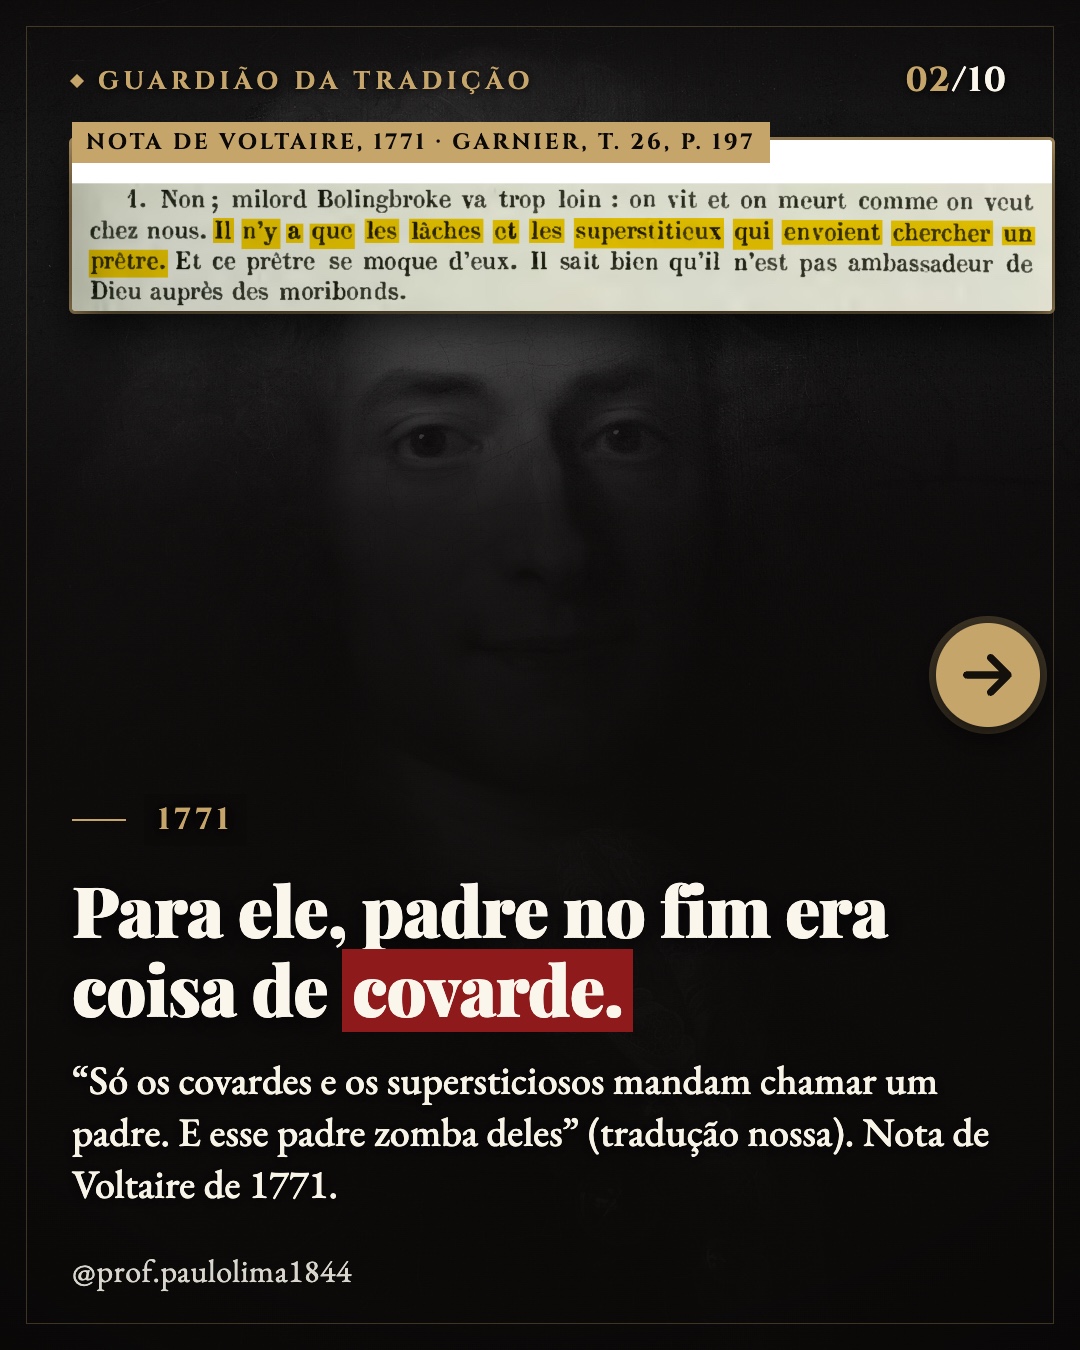 GUARDIÃO DA TRADIÇÃO
02/10
NOTA DE VOLTAIRE, 1771 · GARNIER, T. 26, P. 197
1. Non ; milord Bolingbroke va trop loin : on vit et on meurt comme on veut
chez nous. Il n'y a que les lâches et les superstitieux qui envoient chercher un
prêtre. Et ce prêtre se moque d'eux. Il sait bien qu'il n'est pas ambassadeur de
Dieu auprès des moribonds.
1771
Para ele, padre no fim era
coisa de covarde.
“Só os covardes e os supersticiosos mandam chamar um
padre. E esse padre zomba deles” (tradução nossa). Nota de
Voltaire de 1771.
@prof.paulolima1844